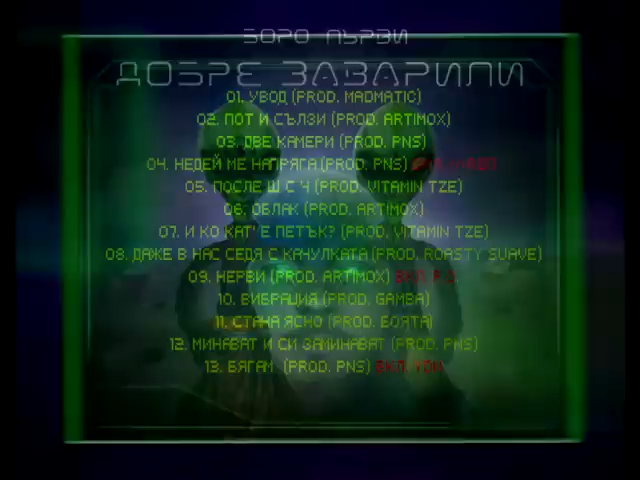 БОРО ПЪРВИ
ДОБРЕ ЗАВАРИЛИ
01. УВОД (PROD. MADMATIC)
02. ПОТ И СЪЛЗИ (PROD. ARTIMOX)
03. ДВЕ КАМЕРИ (PROD. PNS)
04. НЕДЕЙ МЕ НАПРЯГА (PROD. PNS)
05. ПОСЛЕ Ш С Ч (PROD. VITAMIN TZE)
06. ОБЛАК (PROD. ARTIMOX)
07. И КО КАТ' Е ПЕТЪК? (PROD. VITAMIN TZE)
08. ДАЖЕ В НАС СЕДЯ С КАЧУЛКАТА (PROD. ROASTY SUAVE)
09. НЕРВИ (PROD. ARTIMOX) ВКЛ.
10. ВИБРАЦИЯ (PROD. GAMBA)
11. СТАНА ЯСНО (PROD. БОЯТА)
12. МИНАВАТ И СИ ЗАМИНАВАТ (PROD. PNS)
13. БЯГАМ (PROD. PNS) ВКЛ.